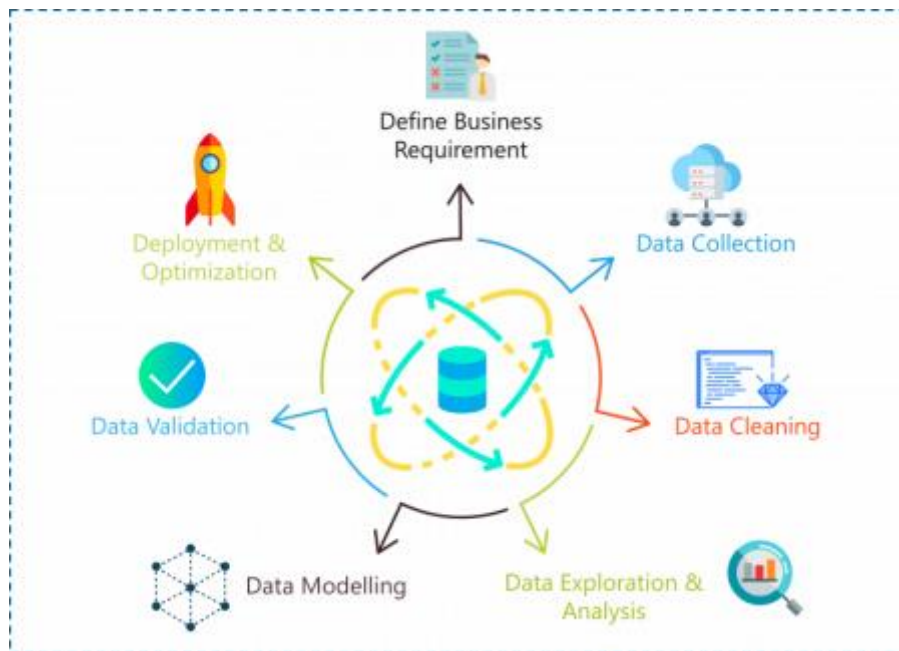 Define Business
Requirement
Data Collection
Data Cleaning
Data Exploration &
Analysis
Data Modelling
Data Validation
Deployment &
Optimization